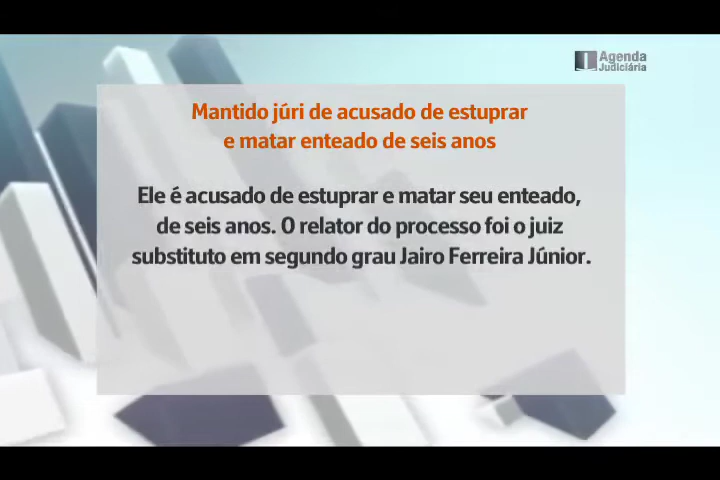 Agenda
Judiciária
Mantido júri de acusado de estuprar
e matar enteado de seis anos
Ele é acusado de estuprar e matar seu enteado,
de seis anos. O relator do processo foi o juiz
substituto em segundo grau Jairo Ferreira Júnior.